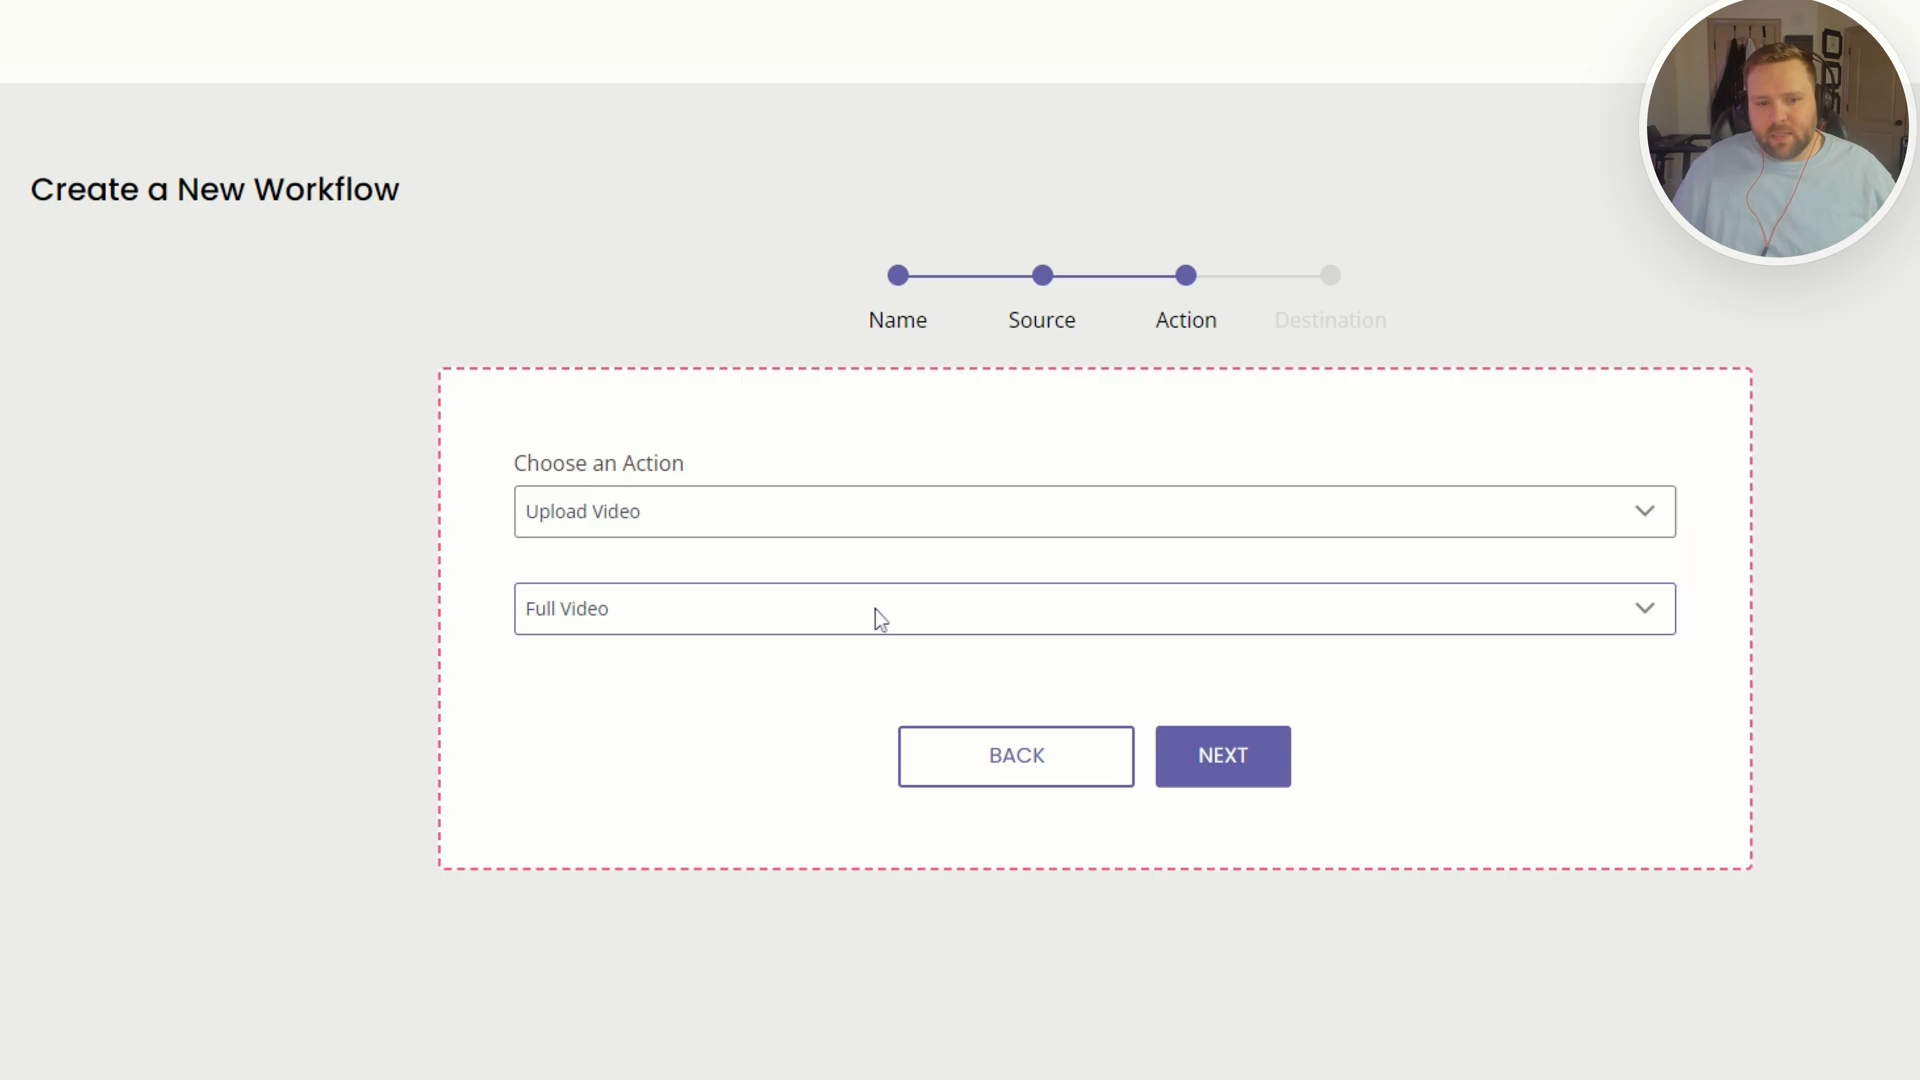 Create a New Workflow
Name
Source
Action
Destination
Choose an Action
Upload Video
Full Video
BACK
NEXT